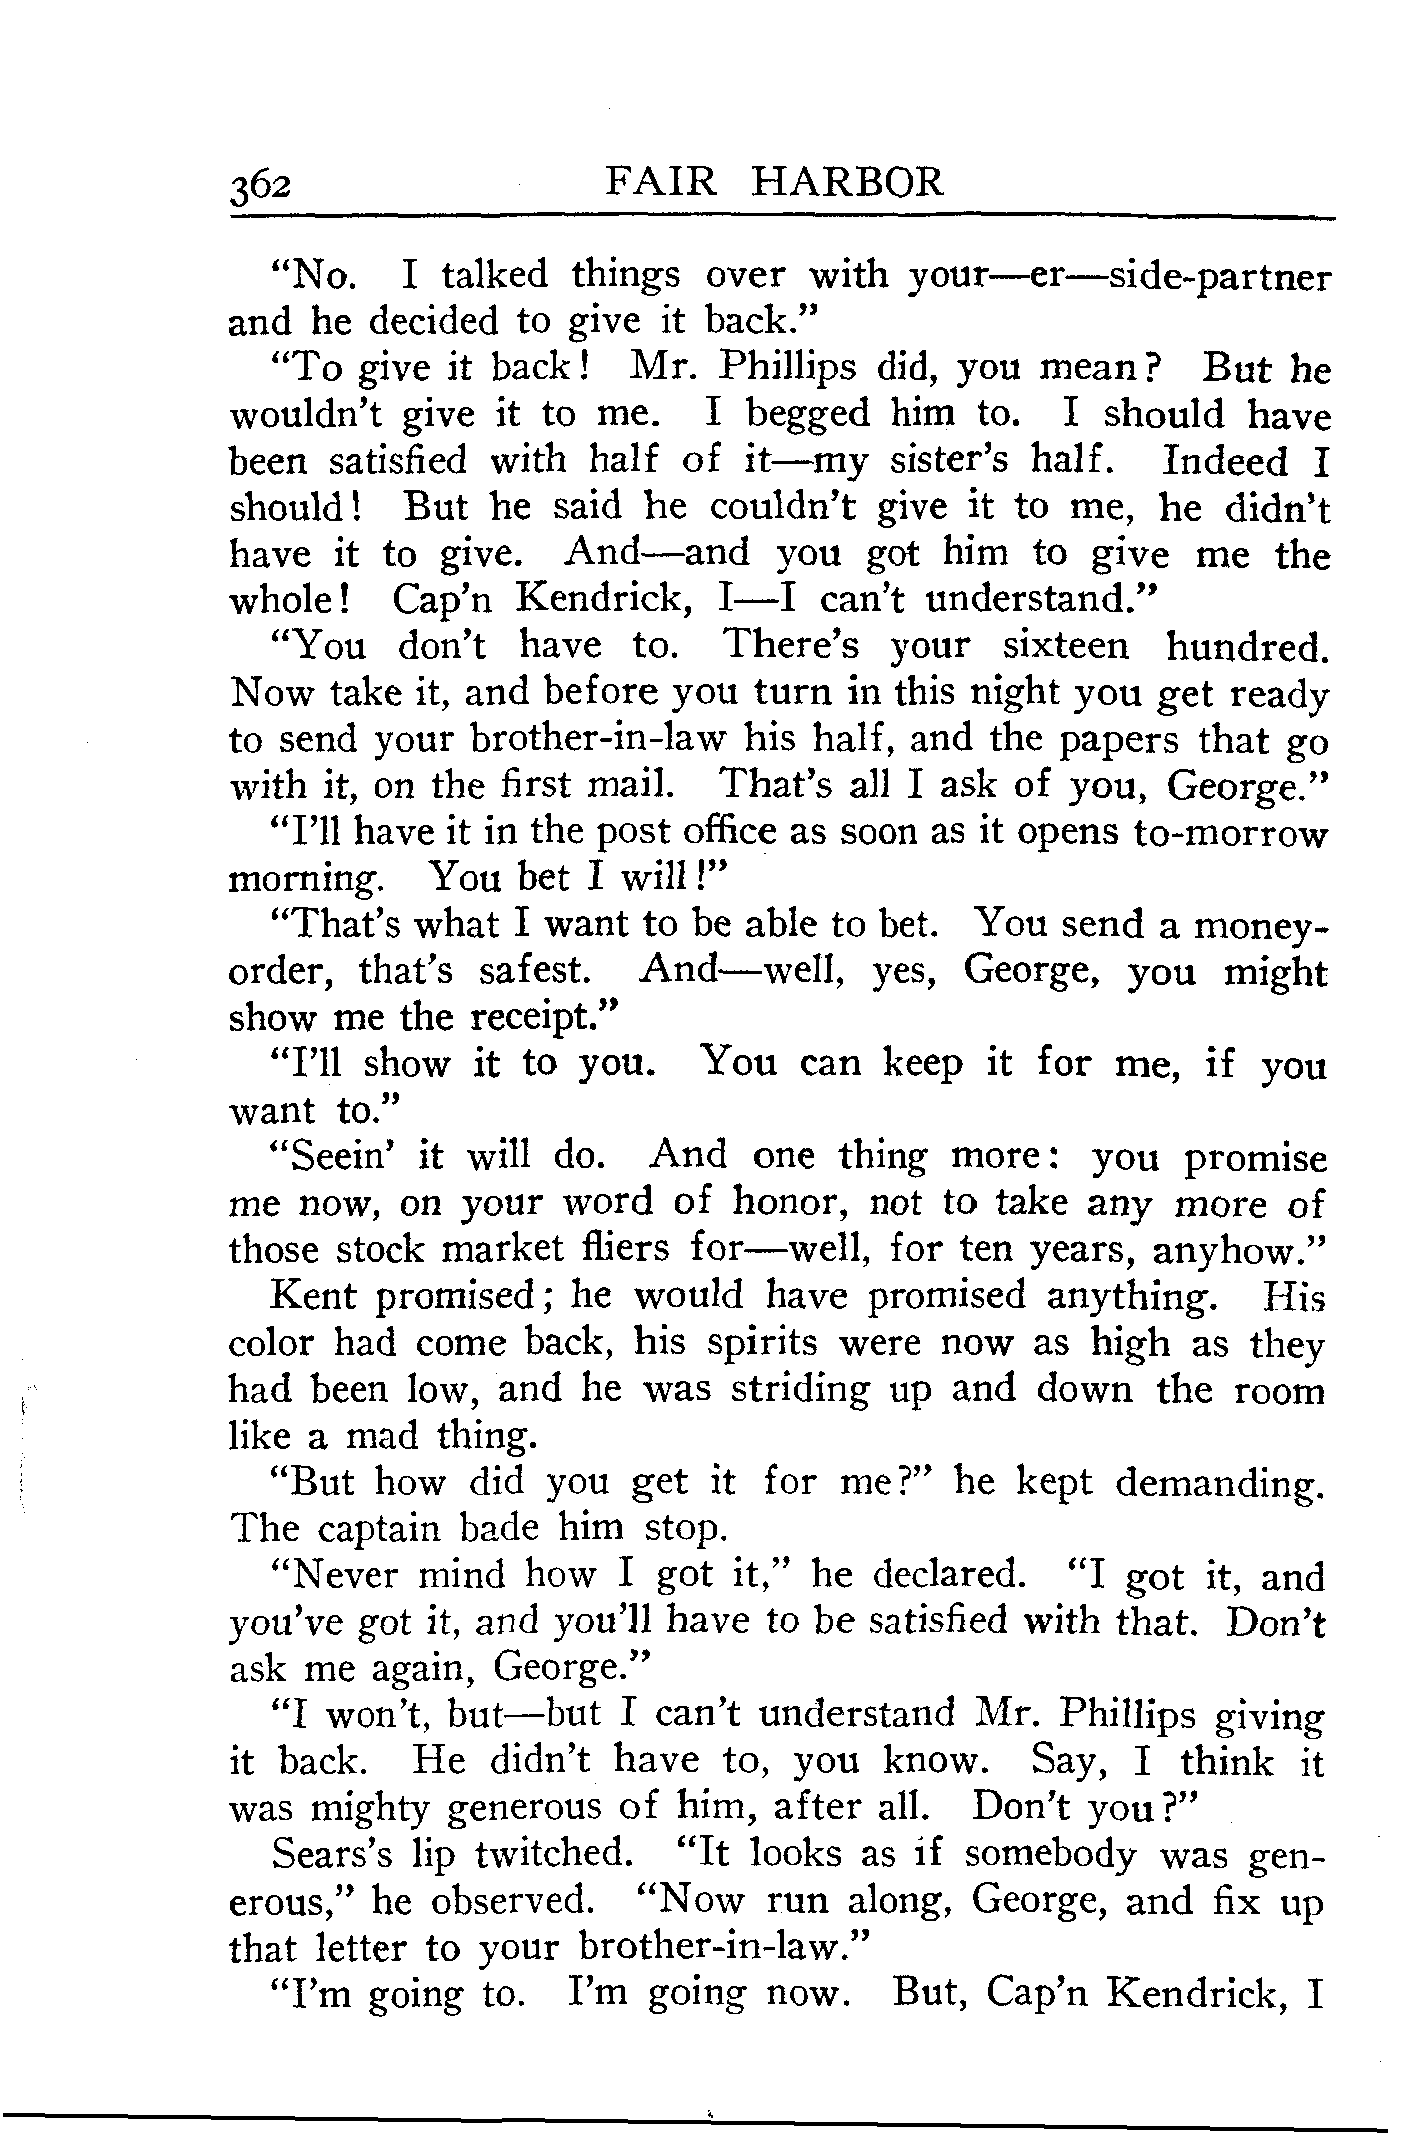 362 FAIR HARBOR
“No. I talked things over with your—er—side-partner
and he decided to give it back.”
“To give it back! Mr. Phillips did, you mean? But he
wouldn’t give it to me. I begged him to. I should have
been satisfied with half of it—my sister’s half. Indeed I
should! But he said he couldn’t give it to me, he didn’t
have it to give. And—and you got him to give me the
whole! Cap’n Kendrick, I—I can’t understand.”
“You don’t have to. There’s your sixteen hundred.
Now take it, and before you turn in this night you get ready
to send your brother-in-law his half, and the papers that go
with it, on the first mail. That’s all I ask of you, George.”
“I’ll have it in the post office as soon as it opens to-morrow
morning. You bet I will!”
“That’s what I want to be able to bet. You send a money-
order, that’s safest. And—well, yes, George, you might
show me the receipt.”
“I’ll show it to you. You can keep it for me, if you
want to.”
“Seein’ it will do. And one thing more: you promise
me now, on your word of honor, not to take any more of
those stock market fliers for—well, for ten years, anyhow.”
Kent promised; he would have promised anything. His
color had come back, his spirits were now as high as they
had been low, and he was striding up and down the room
like a mad thing.
“But how did you get it for me?” he kept demanding.
The captain bade him stop.
“Never mind how I got it,” he declared. “I got it, and
you’ve got it, and you’ll have to be satisfied with that. Don’t
ask me again, George.”
“I won’t, but—but I can’t understand Mr. Phillips giving
it back. He didn’t have to, you know. Say, I think it
was mighty generous of him, after all. Don’t you?”
Sears’s lip twitched. “It looks as if somebody was gen-
erous,” he observed. “Now run along, George, and fix up
that letter to your brother-in-law.”
“I’m going to. I’m going now. But, Cap’n Kendrick, I